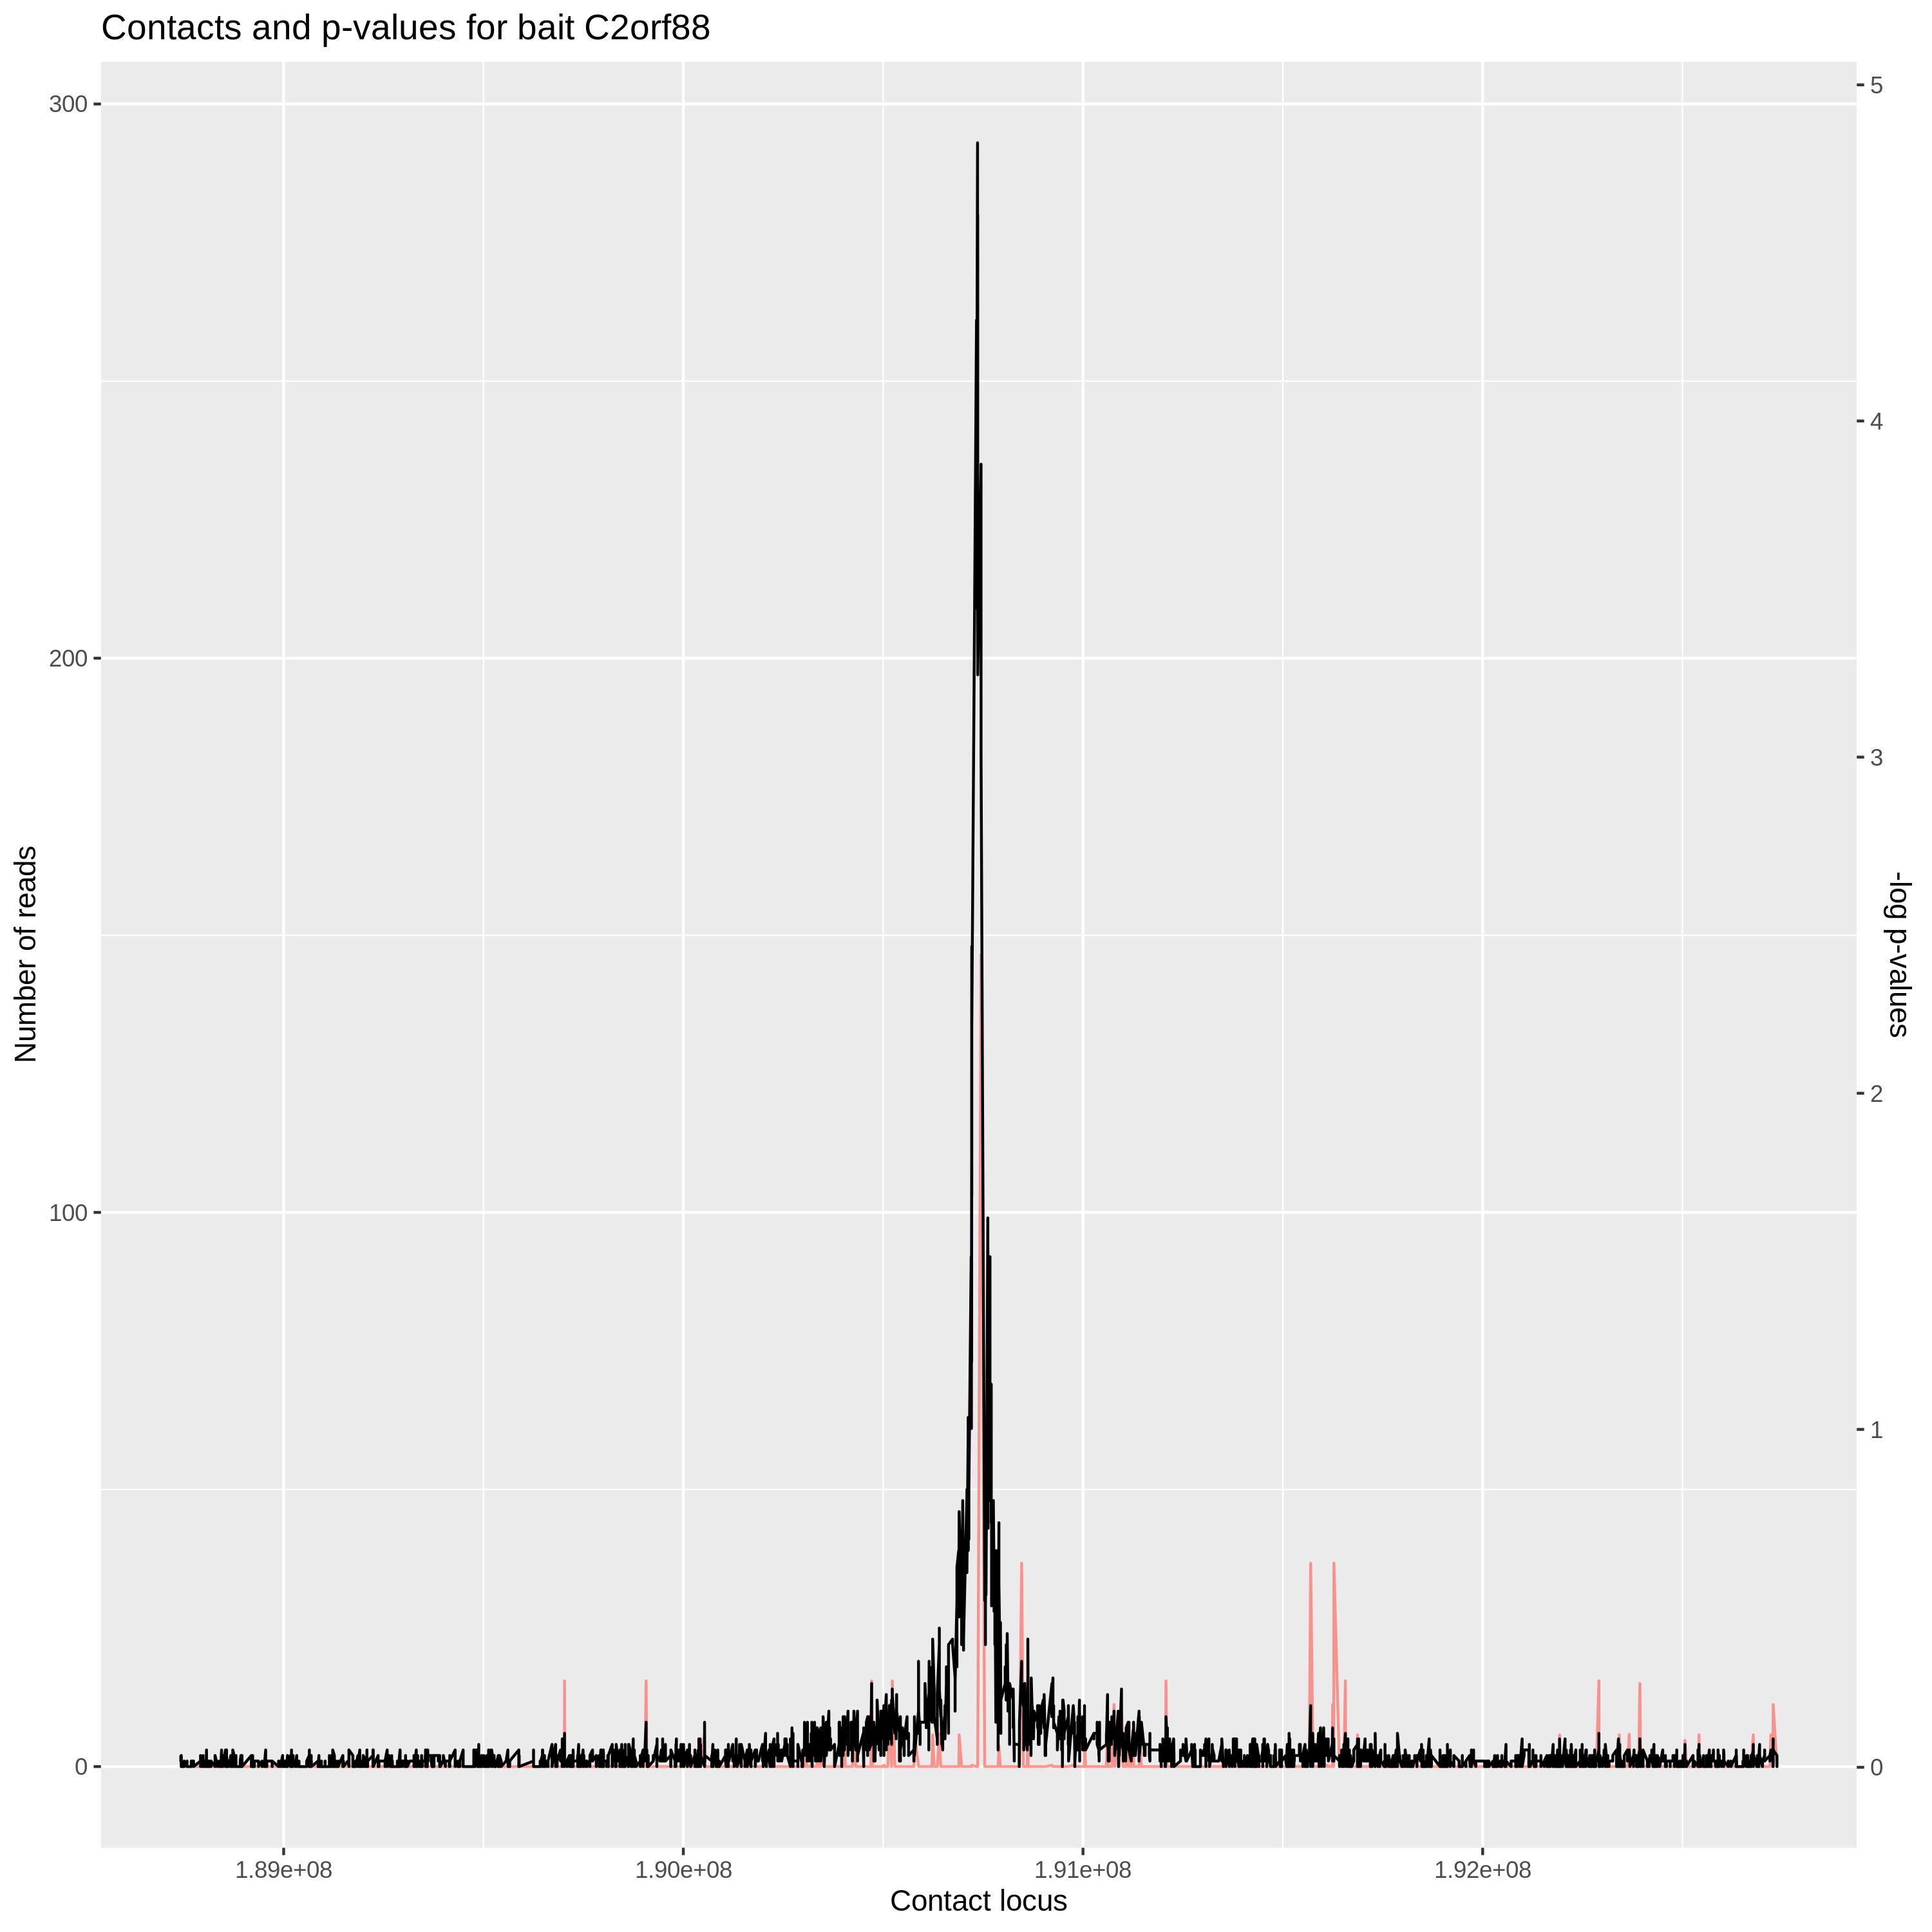 Contacts and p-values for bait C2orf88
300
200
100
0
Number of reads
5
4
3
2
1
0
-log p-values
1.89e+08
1.90e+08
1.91e+08
1.92e+08
Contact locus